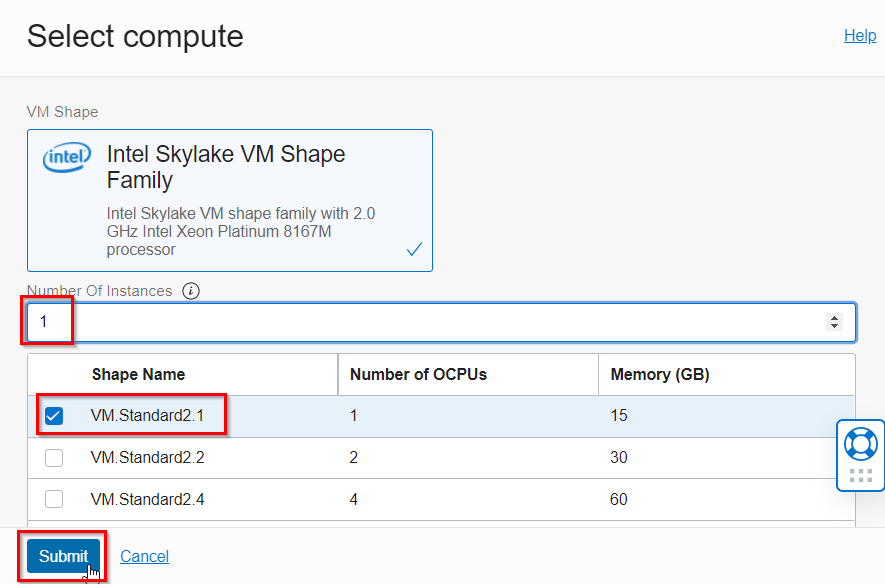 Select compute
Help
VM Shape
intel
Intel Skylake VM Shape
Family
Intel Skylake VM shape family with 2.0
GHz Intel Xeon Platinum 8167M
processor
Number Of Instances i
1
Shape Name Number of OCPUs Memory (GB)
VM.Standard2.1 1 15
VM.Standard2.2 2 30
VM.Standard2.4 4 60
Submit Cancel